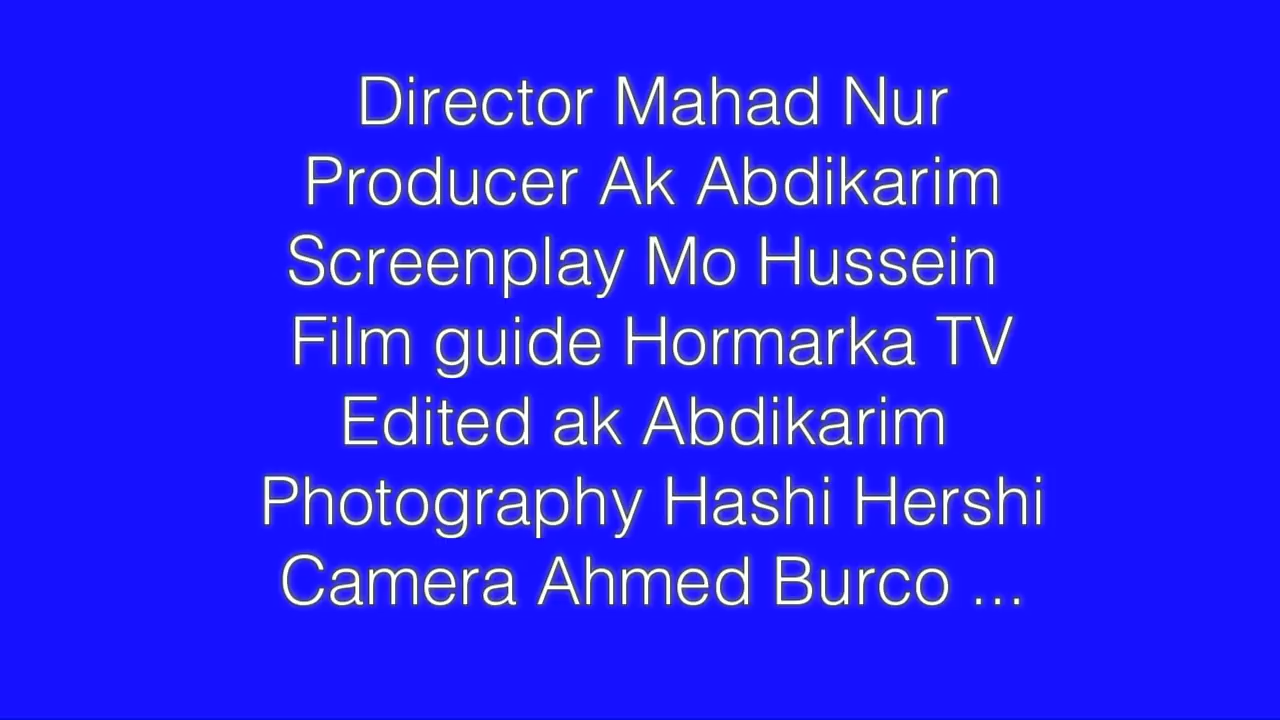 Director Mahad Nur
Producer Ak Abdikarim
Screenplay Mo Hussein
Film guide Hormarka TV
Edited ak Abdikarim
Photography Hashi Hershi
Camera Ahmed Burco ...